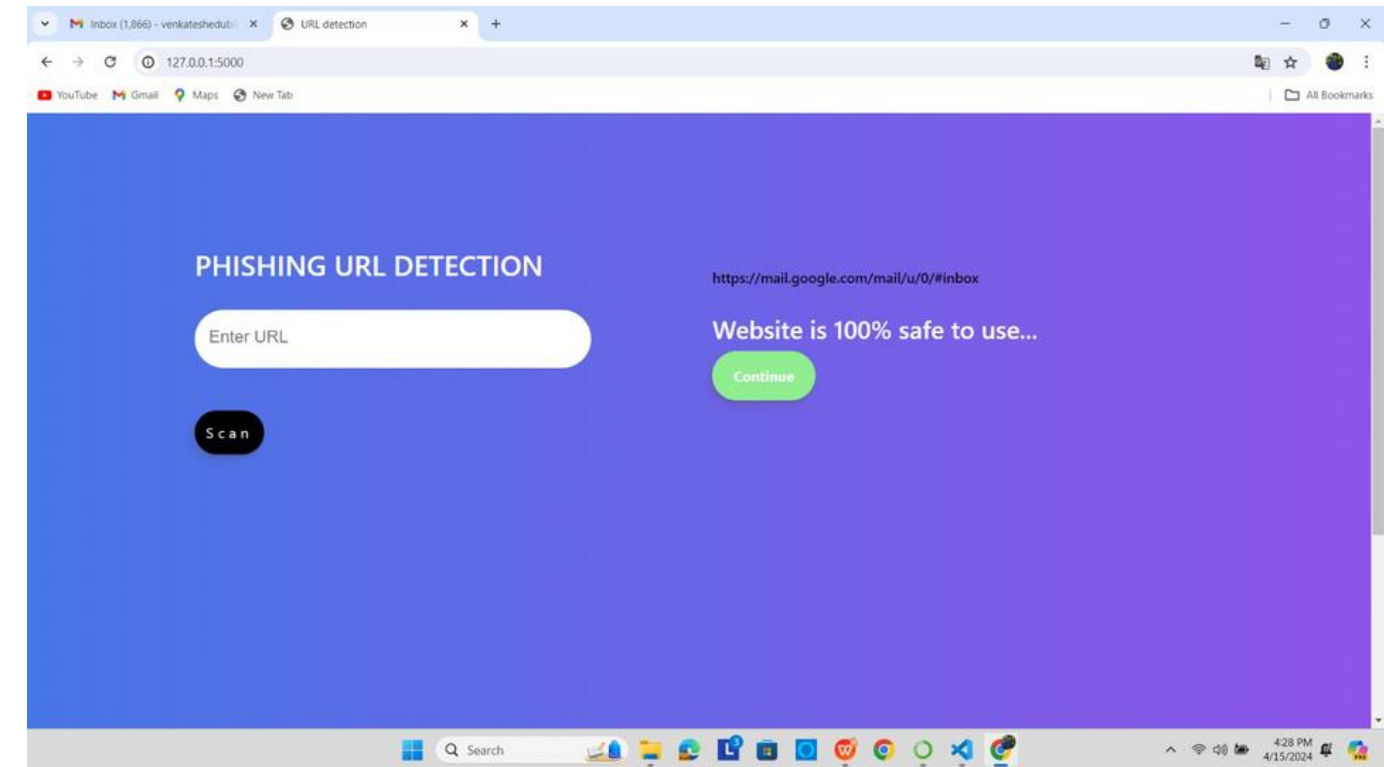 Inbox (1,866) - venkateshedub
URL detection
127.0.0.1:5000
YouTube
Gmail
Maps
New Tab
All Bookmarks
PHISHING URL DETECTION
https://mail.google.com/mail/u/0/#inbox
Enter URL
Website is 100% safe to use...
Continue
Scan
Search
4:28 PM
4/15/2024